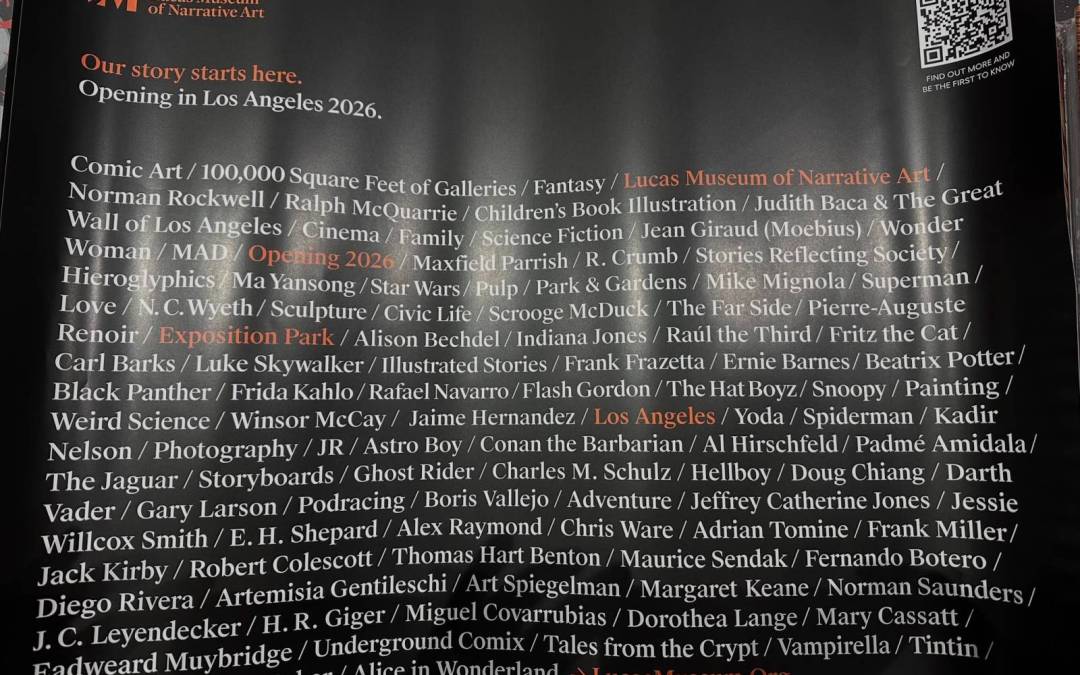 of Narrative Art
FIND OUT MORE AND
BE THE FIRST TO KNOW
Our story starts here.
Opening in Los Angeles 2026.
Comic Art / 100,000 Square Feet of Galleries / Fantasy / Lucas Museum of Narrative Art /
Norman Rockwell / Ralph McQuarrie / Children's Book Illustration / Judith Baca & The Great
Wall of Los Angeles / Cinema / Family / Science Fiction / Jean Giraud (Moebius) / Wonder
Woman / MAD / Opening 2026 / Maxfield Parrish / R. Crumb / Stories Reflecting Society /
Hieroglyphics / Ma Yansong / Star Wars / Pulp / Park & Gardens / Mike Mignola / Superman /
Love / N. C. Wyeth / Sculpture / Civic Life / Scrooge McDuck / The Far Side / Pierre-Auguste
Renoir / Exposition Park / Alison Bechdel / Indiana Jones / Raúl the Third / Fritz the Cat /
Carl Barks / Luke Skywalker / Illustrated Stories / Frank Frazetta / Ernie Barnes / Beatrix Potter /
Black Panther / Frida Kahlo / Rafael Navarro / Flash Gordon / The Hat Boyz / Snoopy / Painting /
Weird Science / Winsor McCay / Jaime Hernandez / Los Angeles / Yoda / Spiderman / Kadir
Nelson / Photography / JR / Astro Boy / Conan the Barbarian / Al Hirschfeld / Padmé Amidala /
The Jaguar / Storyboards / Ghost Rider / Charles M. Schulz / Hellboy / Doug Chiang / Darth
Vader / Gary Larson / Podracing / Boris Vallejo / Adventure / Jeffrey Catherine Jones / Jessie
Willcox Smith / E. H. Shepard / Alex Raymond / Chris Ware / Adrian Tomine / Frank Miller /
Jack Kirby / Robert Colescott / Thomas Hart Benton / Maurice Sendak / Fernando Botero /
Diego Rivera / Artemisia Gentileschi / Art Spiegelman / Margaret Keane / Norman Saunders /
J. C. Leyendecker / H. R. Giger / Miguel Covarrubias / Dorothea Lange / Mary Cassatt /
Eadweard Muybridge / Underground Comix / Tales from the Crypt / Vampirella / Tintin /
/ Alice in Wonderland → LucasMuseum.Org